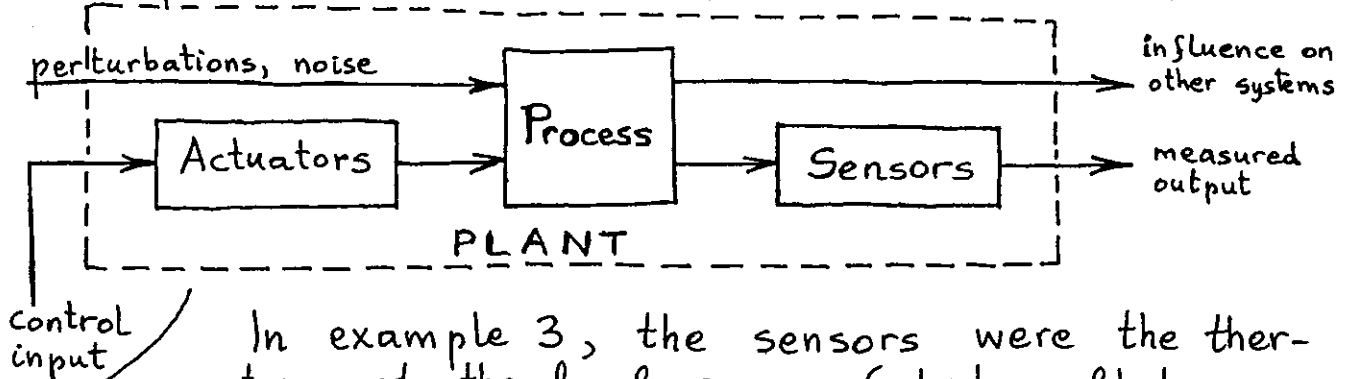 perturbations, noise
Process
influence on
other systems
Actuators
Sensors
measured
output
PLANT
control
input
In example 3, the sensors were the ther-